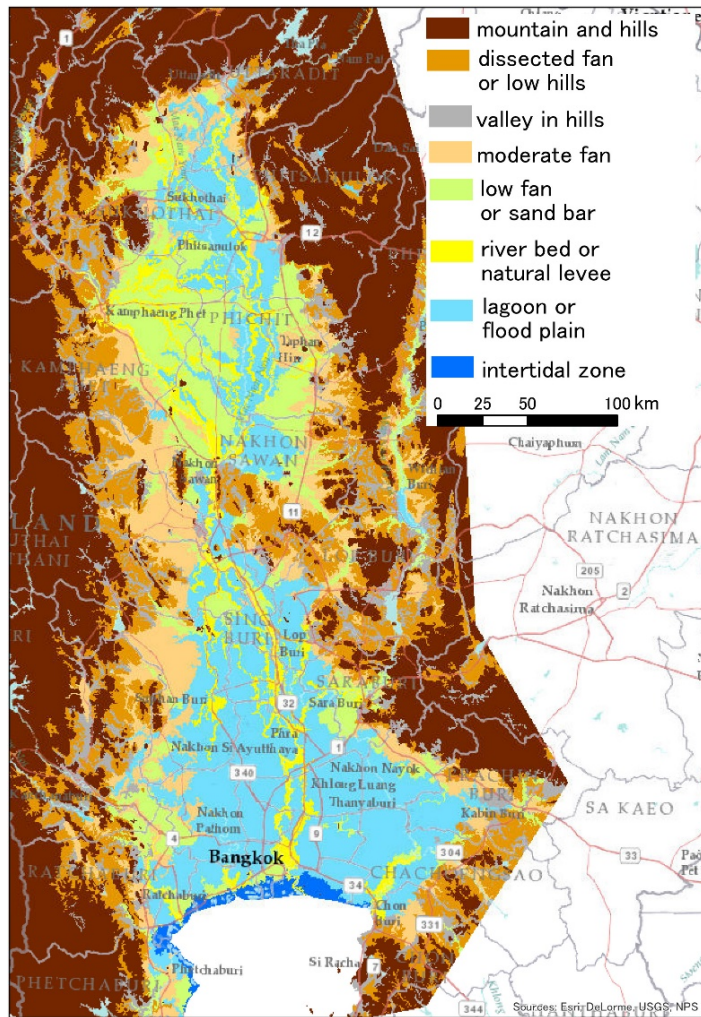 mountain and hills
dissected fan
or low hills
valley in hills
moderate fan
low fan
or sand bar
river bed or
natural levee
lagoon or
flood plain
intertidal zone
0 25 50 100 km
1
Sukhothai
12
Phitsanulok
Kamphaeng Phet
PHICHIT
Taphan
Hin
KAMPHAENG
NAKHON
SAWAN
Chaiyaphum
11
NAKHON
RATCHASIMA
205
2
Nakhon
Ratchasima
SING
BURI
Lop
Buri
SARABURI
Suphan Buri
32
Sara Buri
Phra
Nakhon Si Ayutthaya
1
340
Nakhon Nayok
Khlong Luang
Thanyaburi
PRACHIN
BURI
Kabin Buri
SA KAEO
Nakhon
Pathom
4
9
304
33
Bangkok
CHACHOENGSAO
RATCHABURI
Ratchaburi
34
Chon
Buri
331
Phetchaburi
Si Racha
7
PHETCHABURI
344
Sources: Esri, DeLorme, USGS, NPS